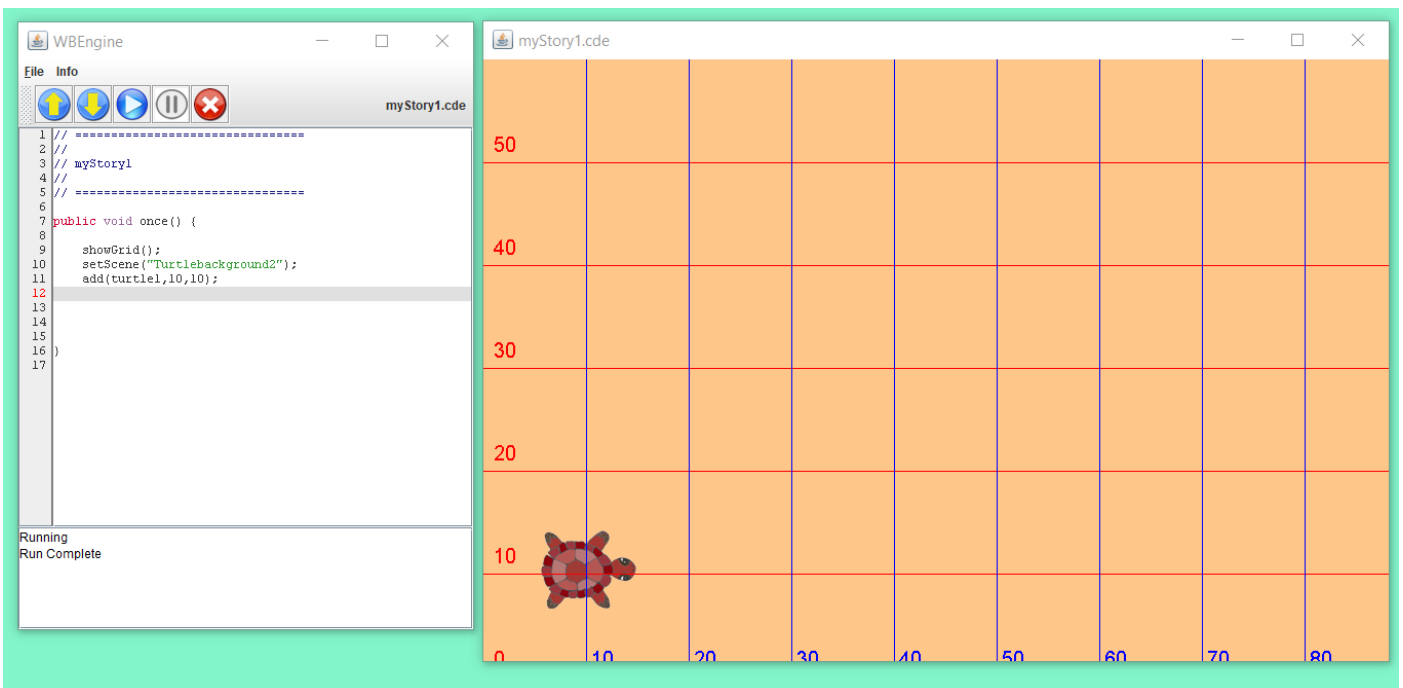 WBEngine
File Info
myStory1.cde
1 // ================================
2 //
3 // myStory1
4 //
5 // ================================
6
7 public void once() {
8
9 showGrid();
10 setScene("Turtlebackground2");
11 add(turtle1,10,10);
12
13
14
15
16 }
17
Running
Run Complete
myStory1.cde
50
40
30
20
10
0 10 20 30 40 50 60 70 80